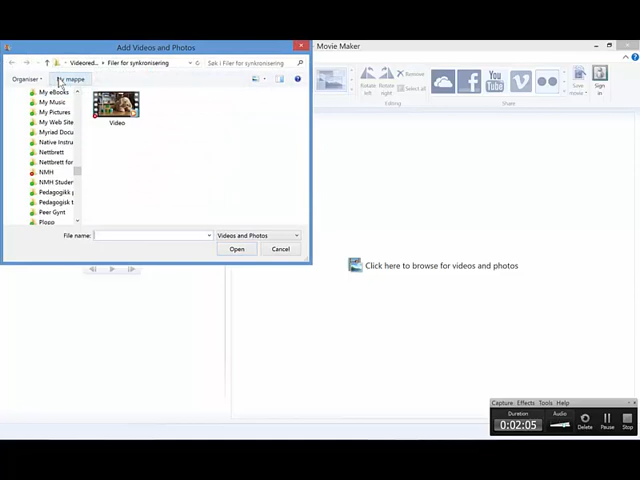 Add Videos and Photos
Movie Maker
Videored... ▸ Filer for synkronisering
Søk i Filer for synkronisering
Organiser
Ny mappe
My eBooks
My Music
My Pictures
My Web Site
Myriad Docu
Native Instru
Nettbrett
Nettbrett for
NMH
NMH Studen
Pedagogikk
Pedagogisk
Peer Gynt
Plopp
Video
File name:
Videos and Photos
Open
Cancel
Rotate left
Rotate right
Remove
Select all
Editing
You Tube
Share
Save movie
Sign in
Click here to browse for videos and photos
Capture Effects Tools Help
Duration
0:02:05
Audio
Delete
Pause
Stop